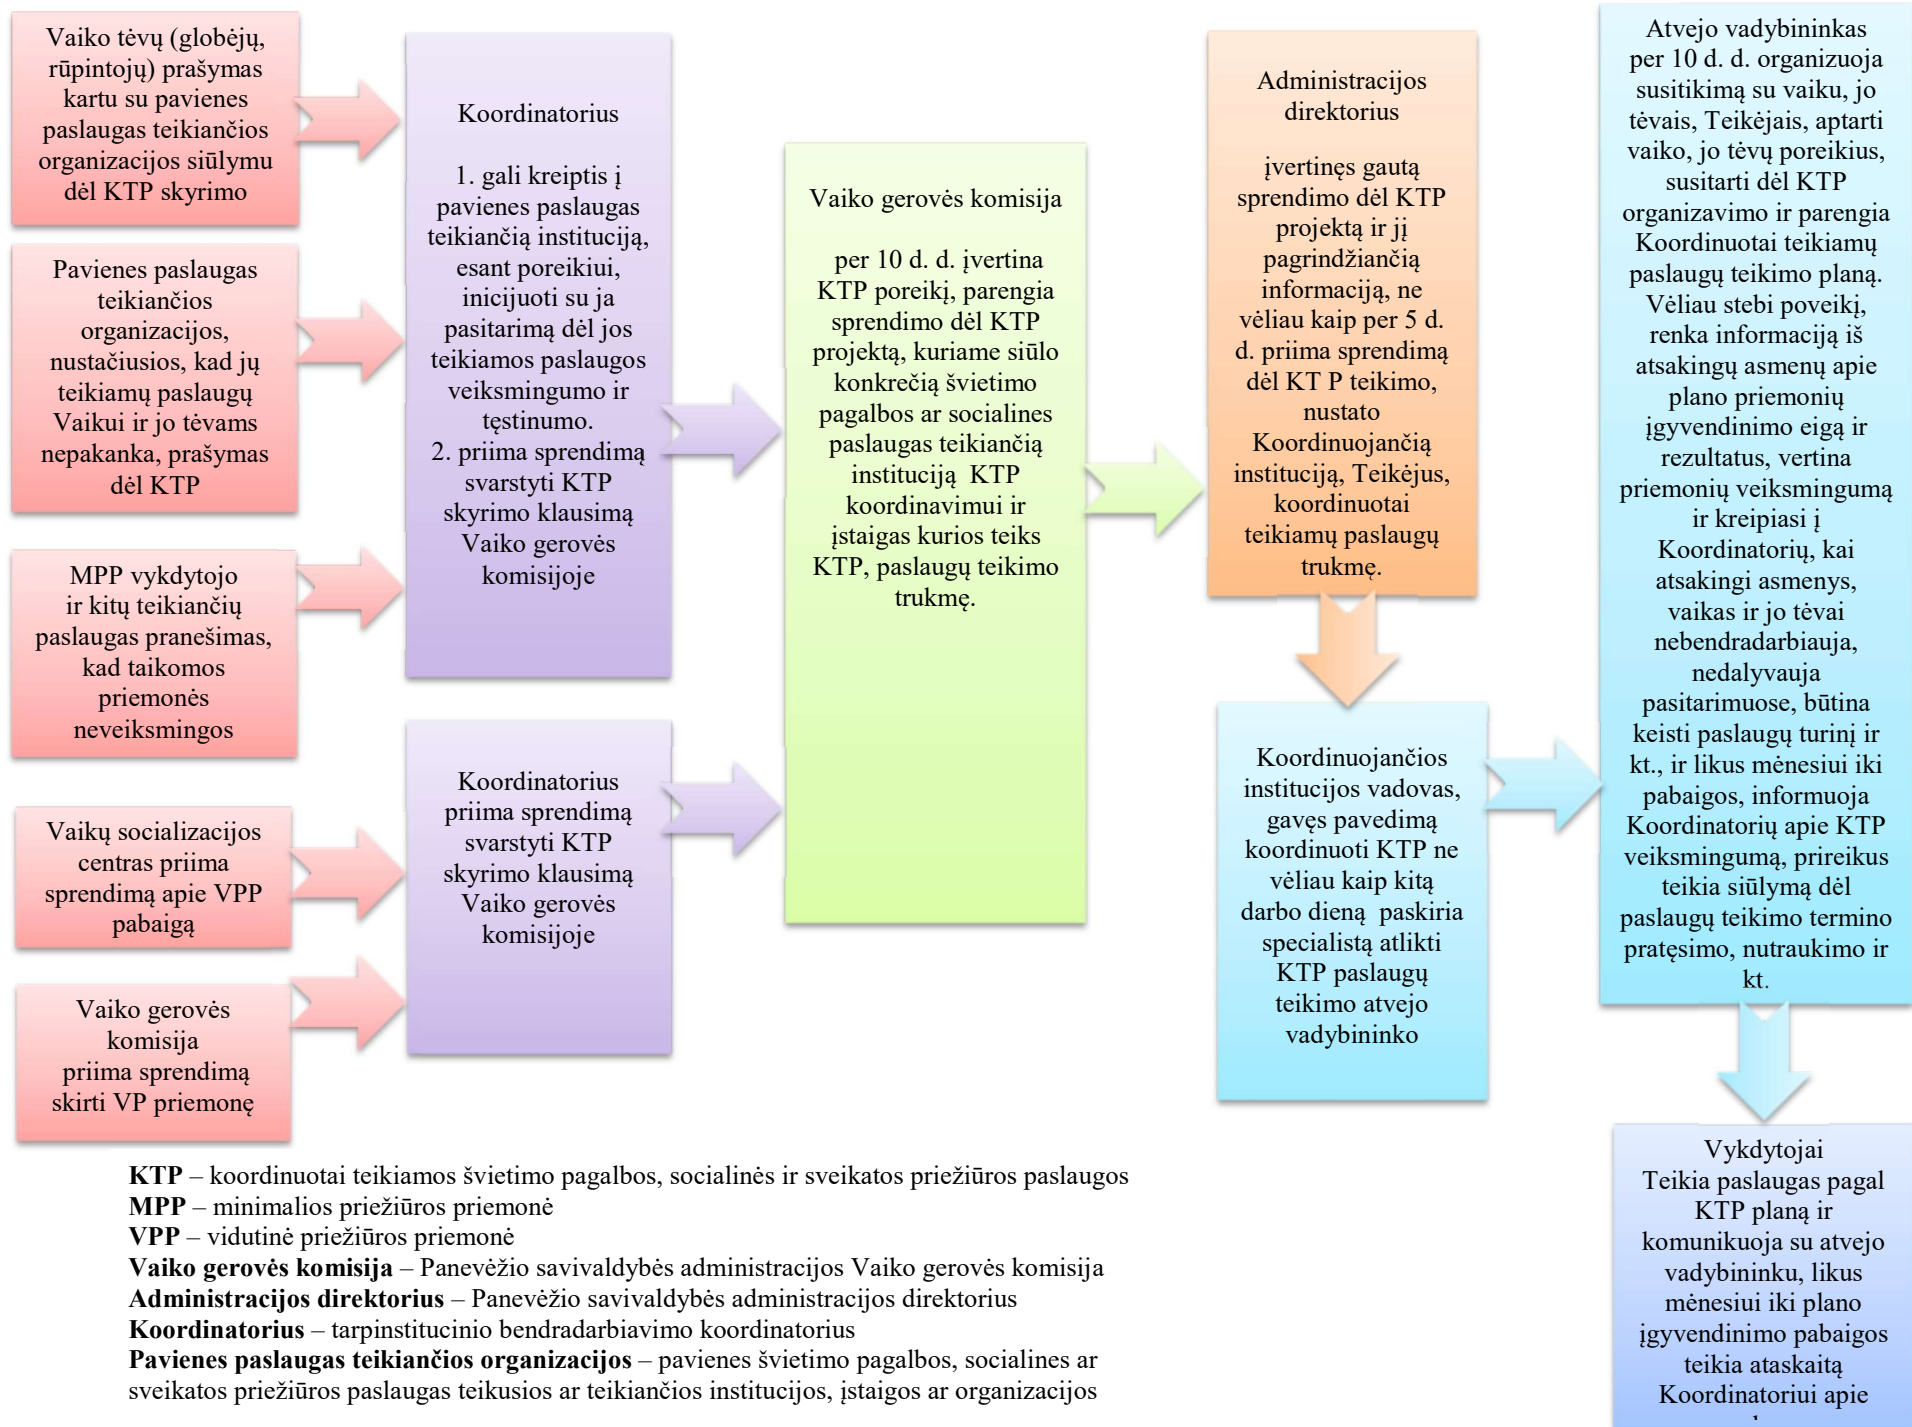 Vaiko tėvų (globėjų,
rūpintojų) prašymas
kartu su pavienes
paslaugas teikiančios
organizacijos siūlymu
dėl KTP skyrimo
Pavienes paslaugas
teikiančios
organizacijos,
nustačiusios, kad jų
teikiamų paslaugų
Vaikui ir jo tėvams
nepakanka, prašymas
dėl KTP
MPP vykdytojo
ir kitų teikiančių
paslaugas pranešimas,
kad taikomos
priemonės
neveiksmingos
Vaikų socializacijos
centras priima
sprendimą apie VPP
pabaigą
Vaiko gerovės
komisija
priima sprendimą
skirti VP priemonę
Koordinatorius
1. gali kreiptis į
pavienes paslaugas
teikiančią instituciją,
esant poreikiui,
inicijuoti su ja
pasitarimą dėl jos
teikiamos paslaugos
veiksmingumo ir
tęstinumo.
2. priima sprendimą
svarstyti KTP
skyrimo klausimą
Vaiko gerovės
komisijoje
Koordinatorius
priima sprendimą
svarstyti KTP
skyrimo klausimą
Vaiko gerovės
komisijoje
Vaiko gerovės komisija
per 10 d. d. įvertina
KTP poreikį, parengia
sprendimo dėl KTP
projektą, kuriame siūlo
konkrečią švietimo
pagalbos ar socialines
paslaugas teikiančią
instituciją KTP
koordinavimui ir
įstaigas kurios teiks
KTP, paslaugų teikimo
trukmę.
Administracijos
direktorius
įvertinęs gautą
sprendimo dėl KTP
projektą ir jį
pagrindžiančią
informaciją, ne
vėliau kaip per 5 d.
d. priima sprendimą
dėl KT P teikimo,
nustato
Koordinuojančią
instituciją, Teikėjus,
koordinuotai
teikiamų paslaugų
trukmę.
Koordinuojančios
institucijos vadovas,
gavęs pavedimą
koordinuoti KTP ne
vėliau kaip kitą
darbo dieną paskiria
specialistą atlikti
KTP paslaugų
teikimo atvejo
vadybininko
Atvejo vadybininkas
per 10 d. d. organizuoja
susitikimą su vaiku, jo
tėvais, Teikėjais, aptarti
vaiko, jo tėvų poreikius,
susitarti dėl KTP
organizavimo ir parengia
Koordinuotai teikiamų
paslaugų teikimo planą.
Vėliau stebi poveikį,
renka informaciją iš
atsakingų asmenų apie
plano priemonių
įgyvendinimo eigą ir
rezultatus, vertina
priemonių veiksmingumą
ir kreipiasi į
Koordinatorių, kai
atsakingi asmenys,
vaikas ir jo tėvai
nebendradarbiauja,
nedalyvauja
pasitarimuose, būtina
keisti paslaugų turinį ir
kt., ir likus mėnesiui iki
pabaigos, informuoja
Koordinatorių apie KTP
veiksmingumą, prireikus
teikia siūlymą dėl
paslaugų teikimo termino
pratęsimo, nutraukimo ir
kt.
Vykdytojai
Teikia paslaugas pagal
KTP planą ir
komunikuoja su atvejo
vadybininku, likus
mėnesiui iki plano
įgyvendinimo pabaigos
teikia ataskaitą
Koordinatoriui apie
KTP – koordinuotai teikiamos švietimo pagalbos, socialinės ir sveikatos priežiūros paslaugos
MPP – minimalios priežiūros priemonė
VPP – vidutinė priežiūros priemonė
Vaiko gerovės komisija – Panevėžio savivaldybės administracijos Vaiko gerovės komisija
Administracijos direktorius – Panevėžio savivaldybės administracijos direktorius
Koordinatorius – tarpinstitucinio bendradarbiavimo koordinatorius
Pavienes paslaugas teikiančios organizacijos – pavienes švietimo pagalbos, socialines ar
sveikatos priežiūros paslaugas teikusios ar teikiančios institucijos, įstaigos ar organizacijos